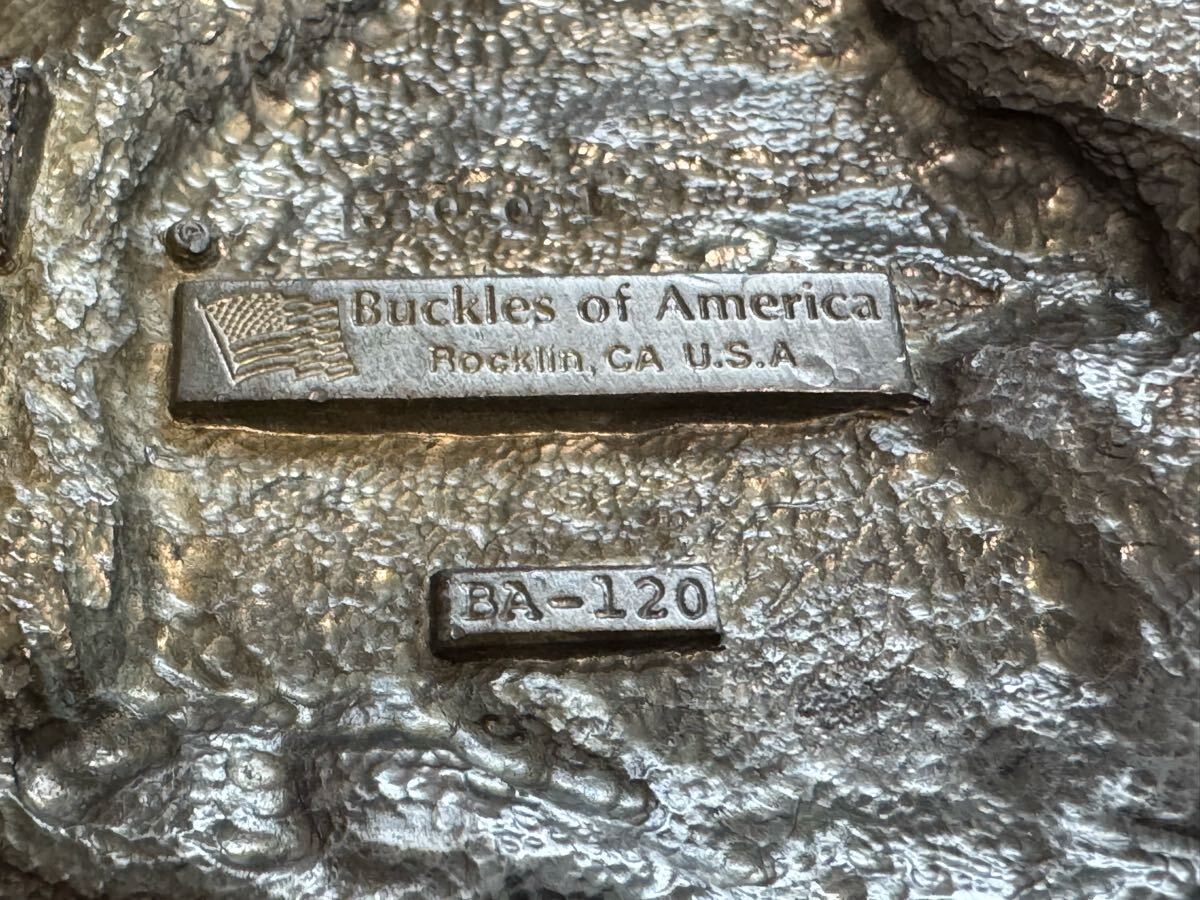 Buckles of America
Rocklin, CA U.S.A
BA-120